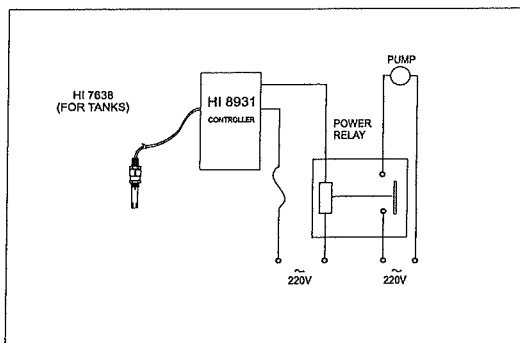 HI 7638
(FOR TANKS)
HI 8931
CONTROLLER
PUMP
POWER
RELAY
~
220V
~
220V